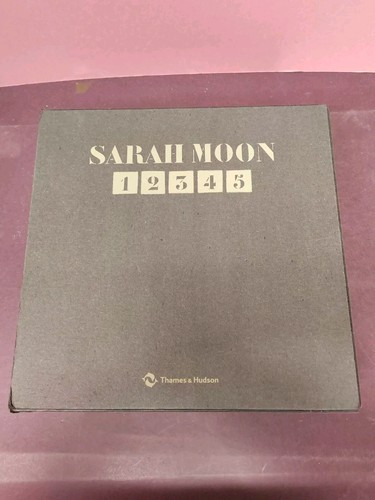 SARAH MOON
1 2 3 4 5
Thames & Hudson